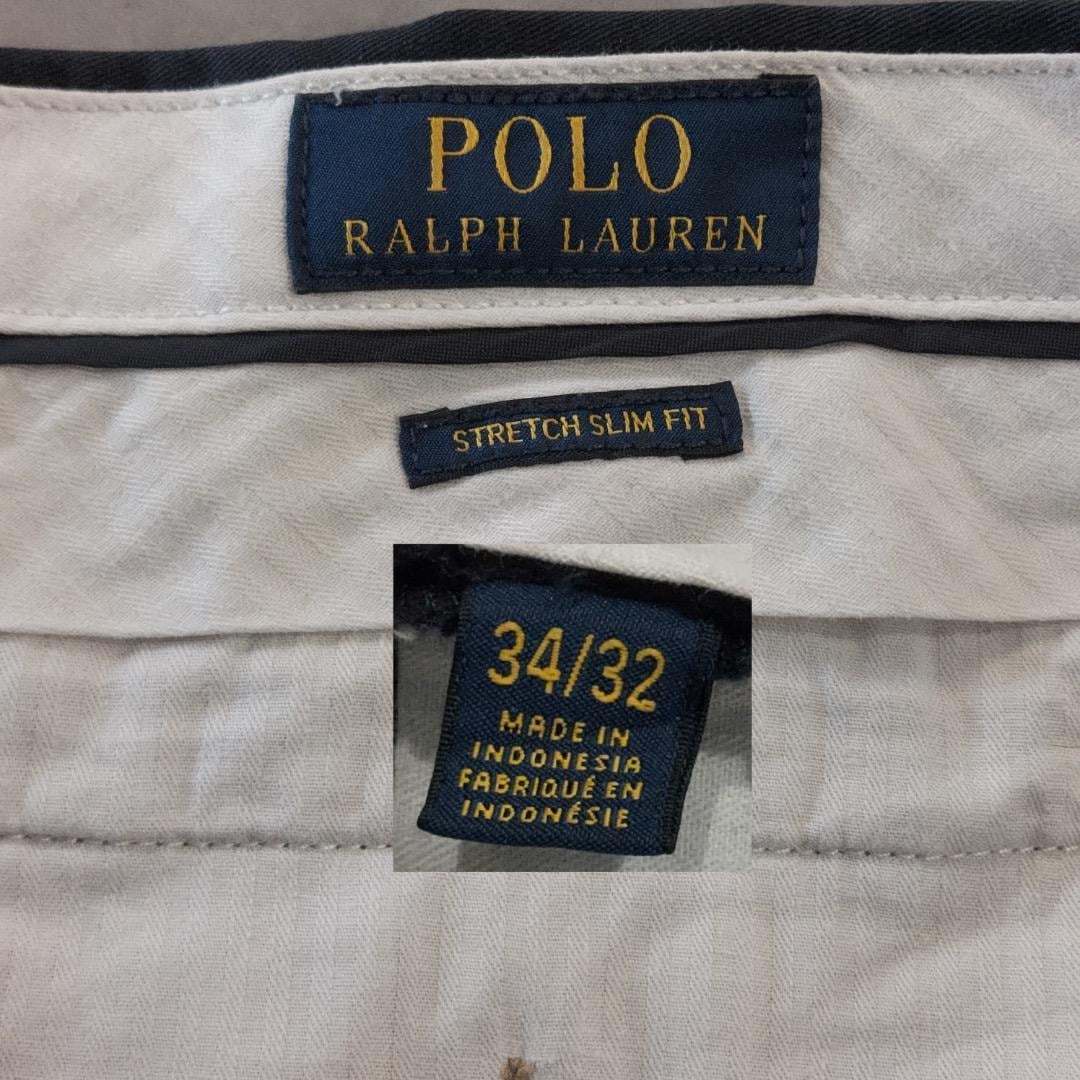 POLO
RALPH LAUREN
STRETCH SLIM FIT
34/32
MADE IN
INDONESIA
FABRIQUÉ EN
INDONÉSIE